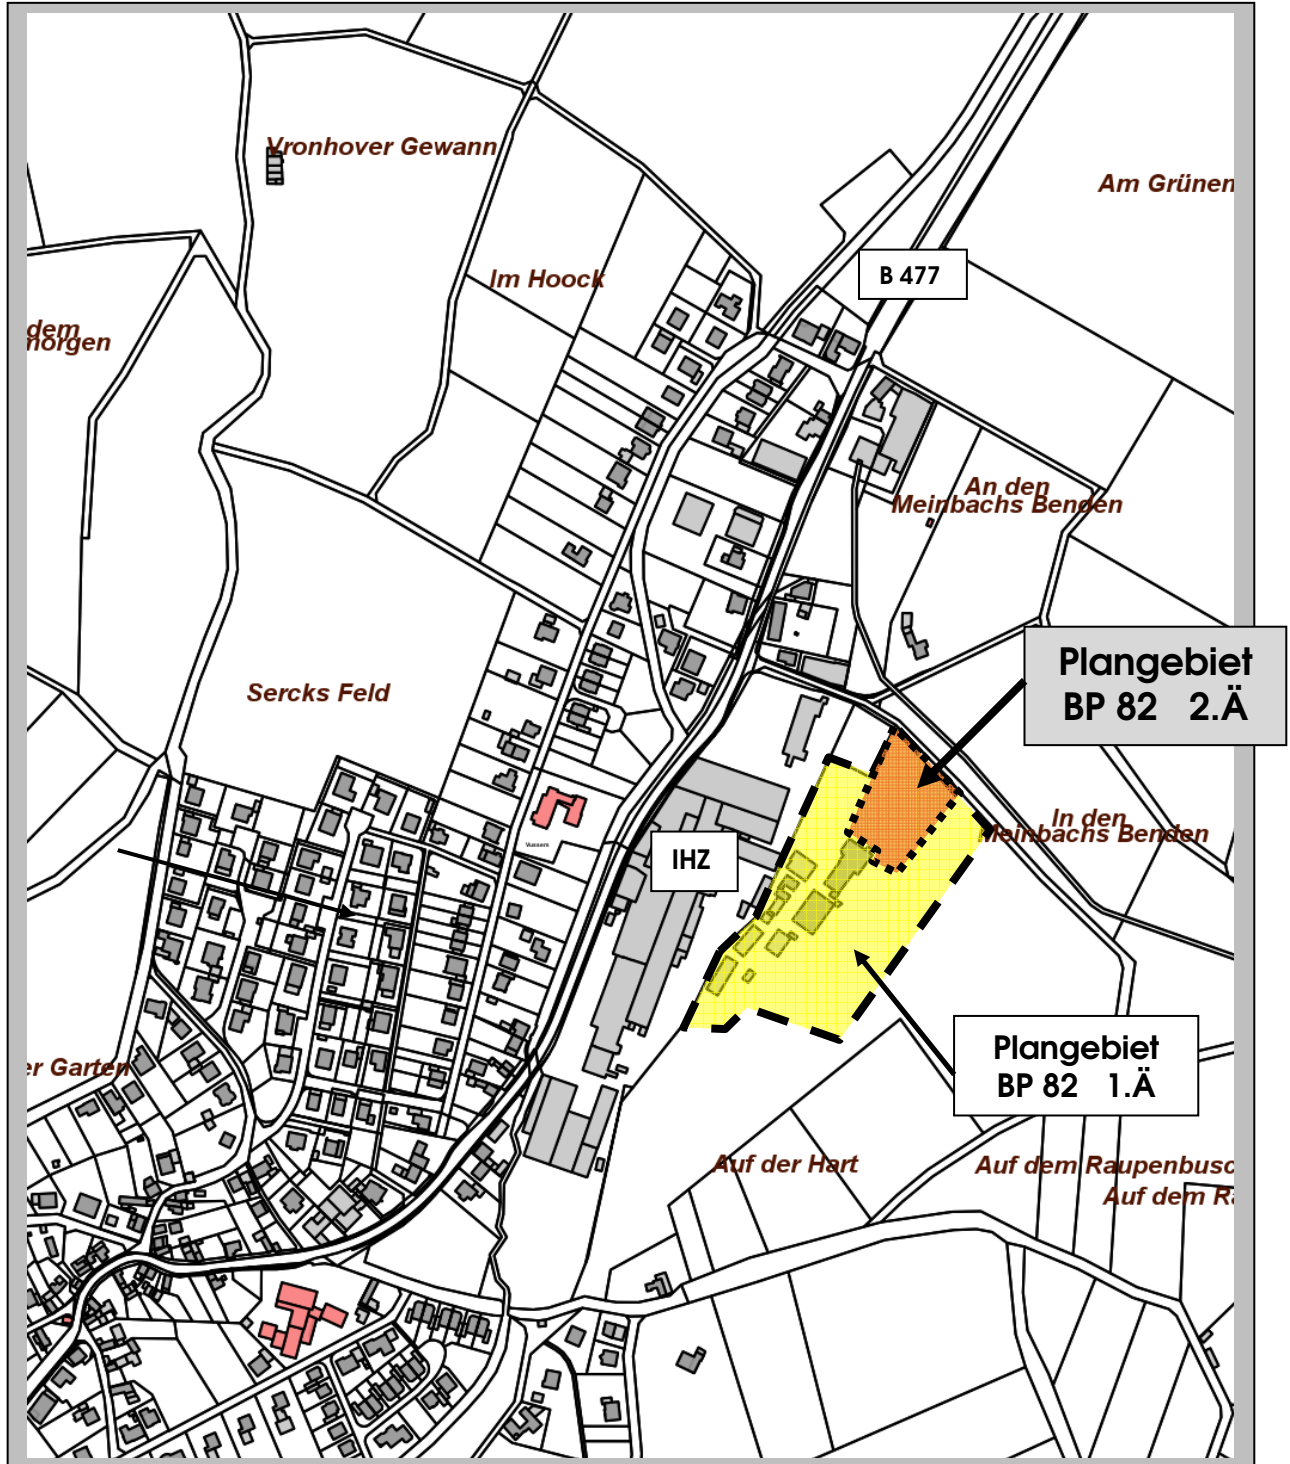 Vronhover Gewann
Am Grünen
B 477
Im Hoock
dem
morgen
An den
Meinbachs Benden
Plangebiet
BP 82 2.Ä
Sercks Feld
In den
Meinbachs Benden
Vussem
IHZ
Plangebiet
BP 82 1.Ä
er Garten
Auf der Hart
Auf dem Raupenbusc
Auf dem Ra